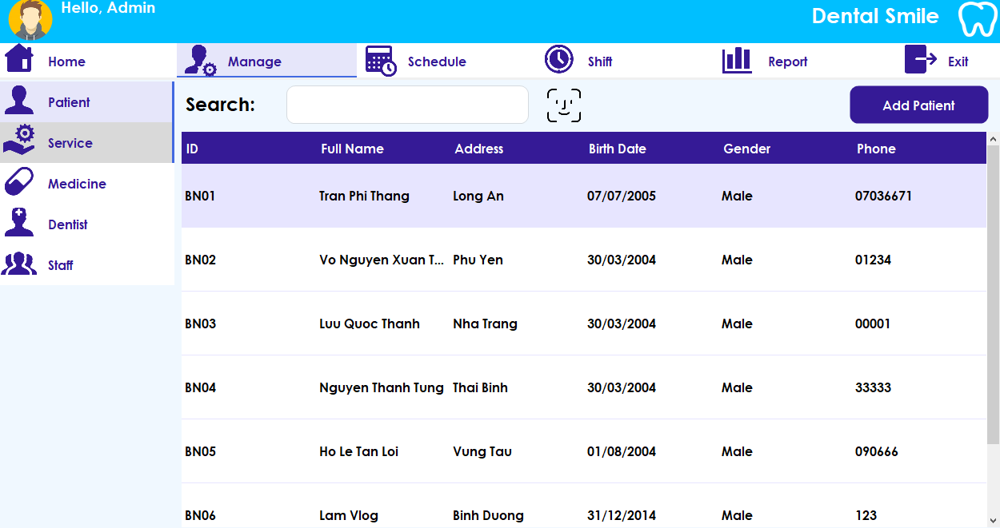 Hello, Admin
Dental Smile
Home
Manage
Schedule
Shift
Report
Exit
Patient
Service
Medicine
Dentist
Staff
Search:
Add Patient
ID Full Name Address Birth Date Gender Phone
BN01 Tran Phi Thang Long An 07/07/2005 Male 07036671
BN02 Vo Nguyen Xuan T... Phu Yen 30/03/2004 Male 01234
BN03 Luu Quoc Thanh Nha Trang 30/03/2004 Male 00001
BN04 Nguyen Thanh Tung Thai Binh 30/03/2004 Male 33333
BN05 Ho Le Tan Loi Vung Tau 01/08/2004 Male 090666
BN06 Lam Vlog Binh Duong 31/12/2014 Male 123